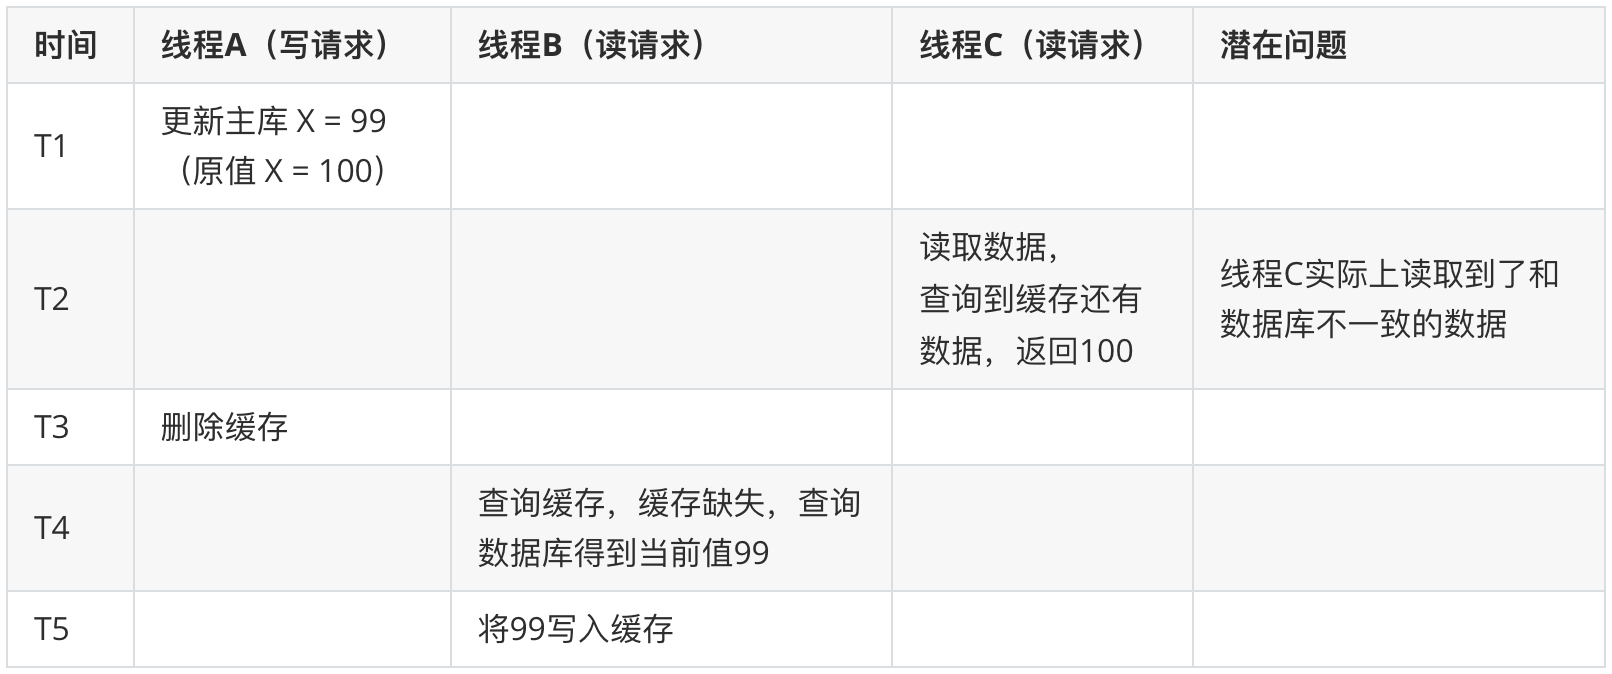 时间 线程A（写请求） 线程B（读请求） 线程C（读请求） 潜在问题
T1
更新主库 X = 99
（原值 X = 100）
T2
读取数据，
查询到缓存还有
数据，返回100
线程C实际上读取到了和
数据库不一致的数据
T3 删除缓存
T4
查询缓存，缓存缺失，查询
数据库得到当前值99
T5 将99写入缓存